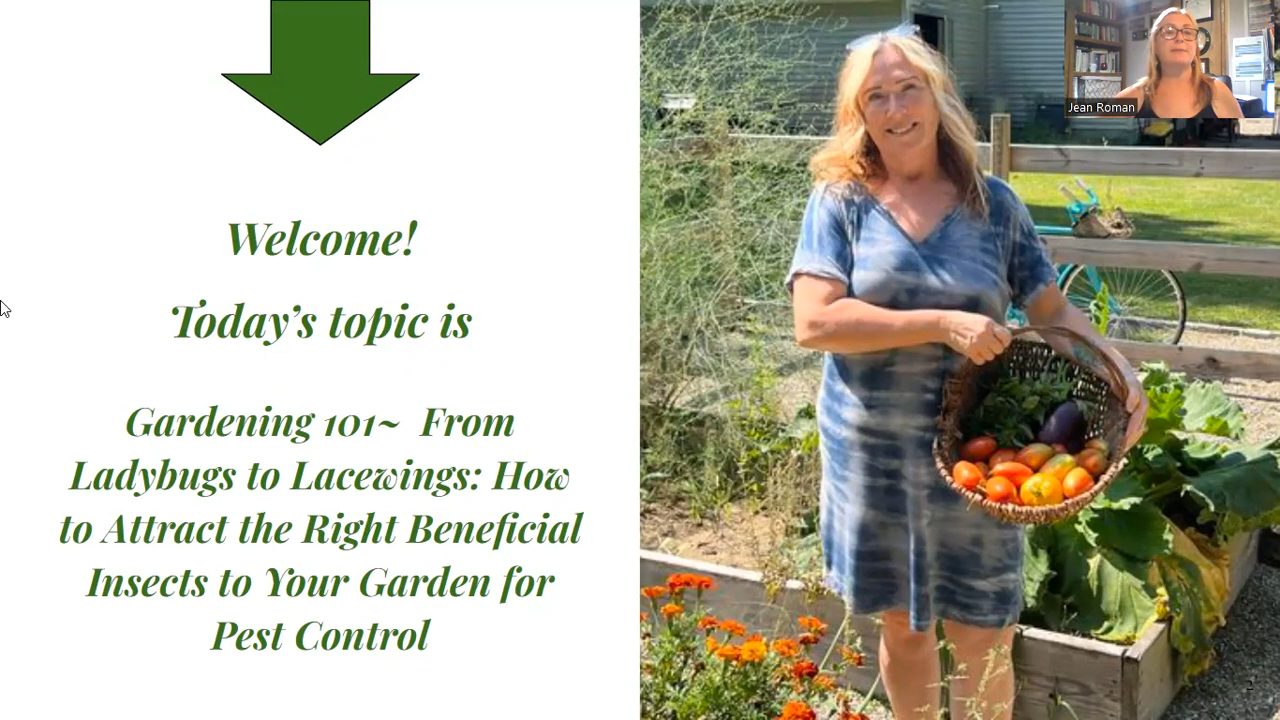 Welcome!
Today's topic is
Gardening 101~ From
Ladybugs to Lacewings: How
to Attract the Right Beneficial
Insects to Your Garden for
Pest Control
Jean Roman
2